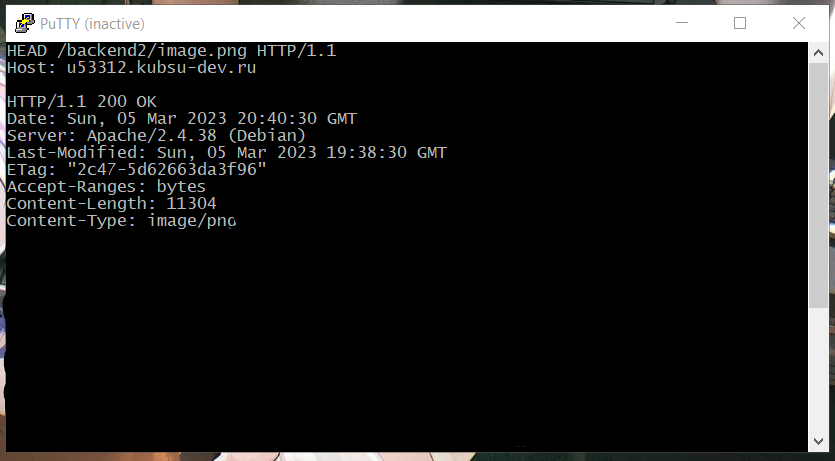 PuTTY (inactive)
HEAD /backend2/image.png HTTP/1.1
Host: u53312.kubsu-dev.ru
HTTP/1.1 200 OK
Date: Sun, 05 Mar 2023 20:40:30 GMT
Server: Apache/2.4.38 (Debian)
Last-Modified: Sun, 05 Mar 2023 19:38:30 GMT
ETag: "2c47-5d62663da3f96"
Accept-Ranges: bytes
Content-Length: 11304
Content-Type: image/png